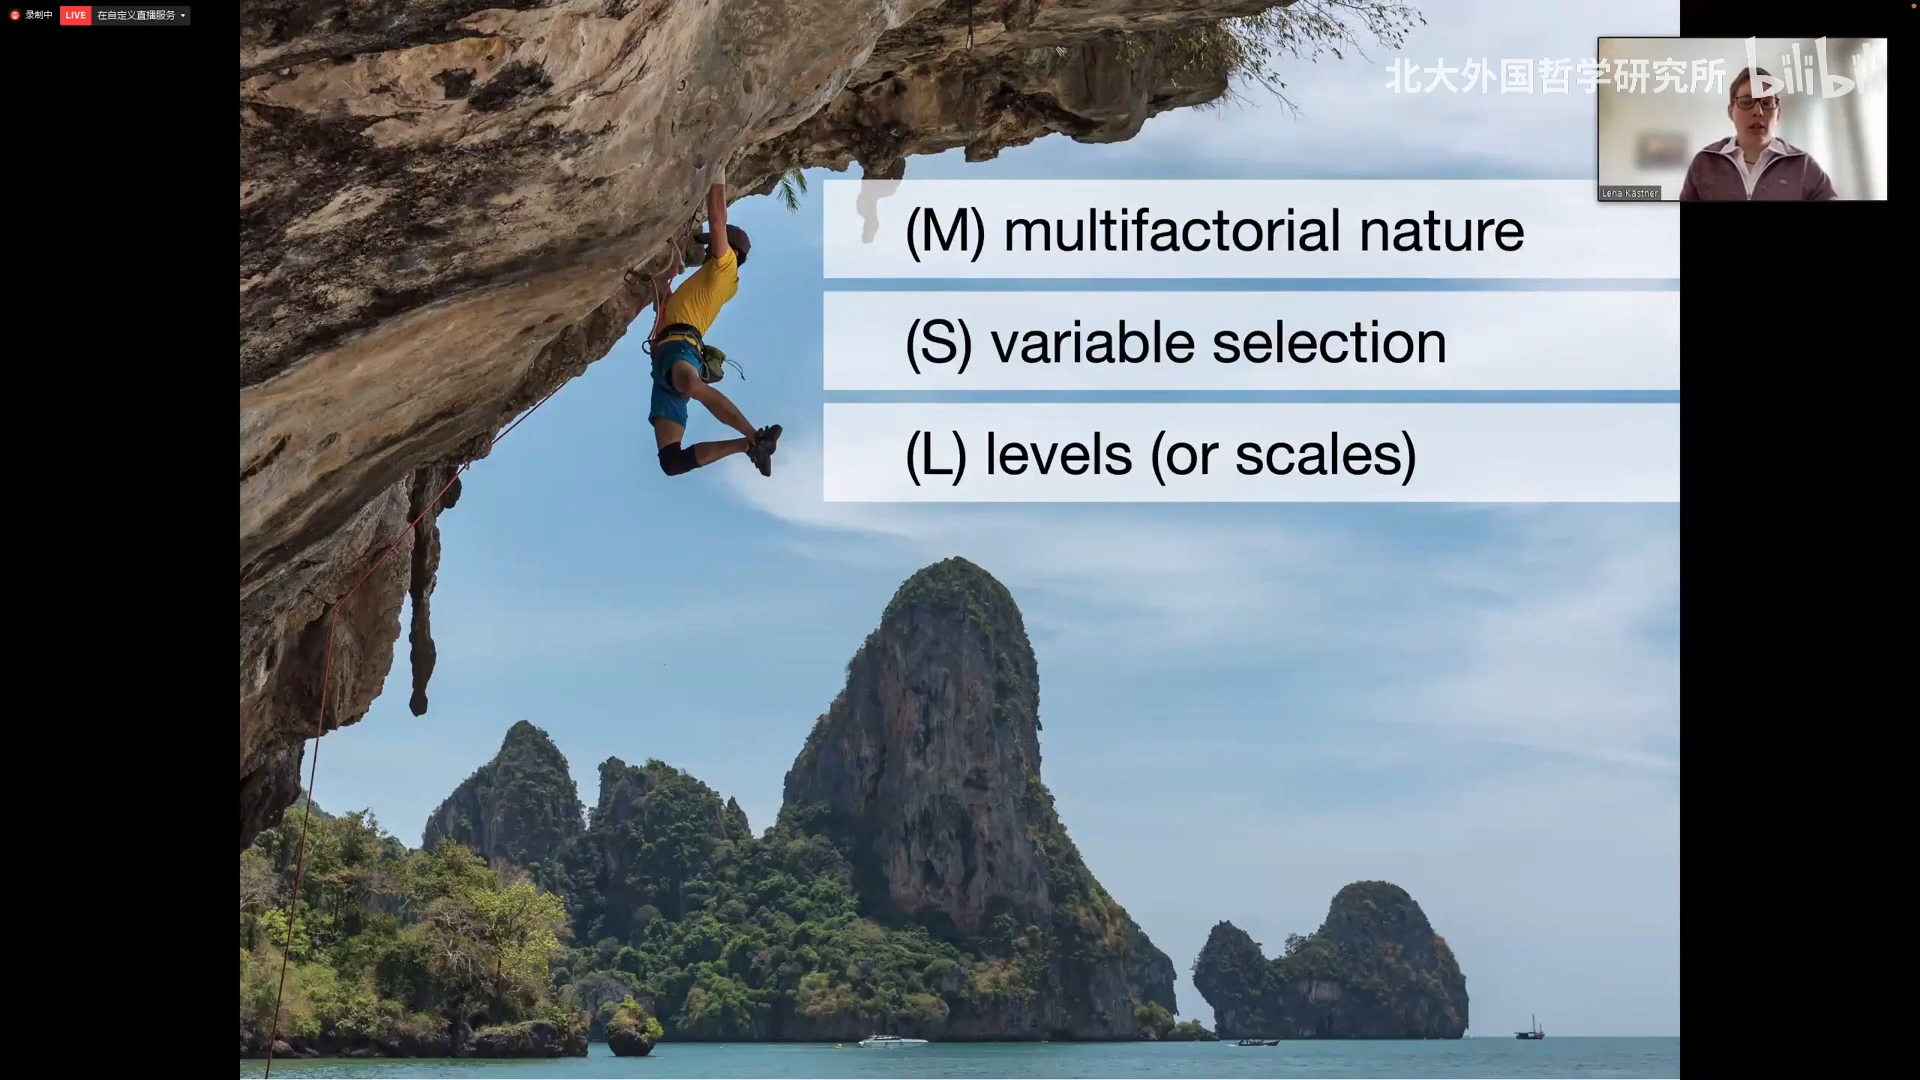 录制中 LIVE 在自定义直播服务
北大外国哲学研究所 bilibili
Lena Kästner
(M) multifactorial nature
(S) variable selection
(L) levels (or scales)